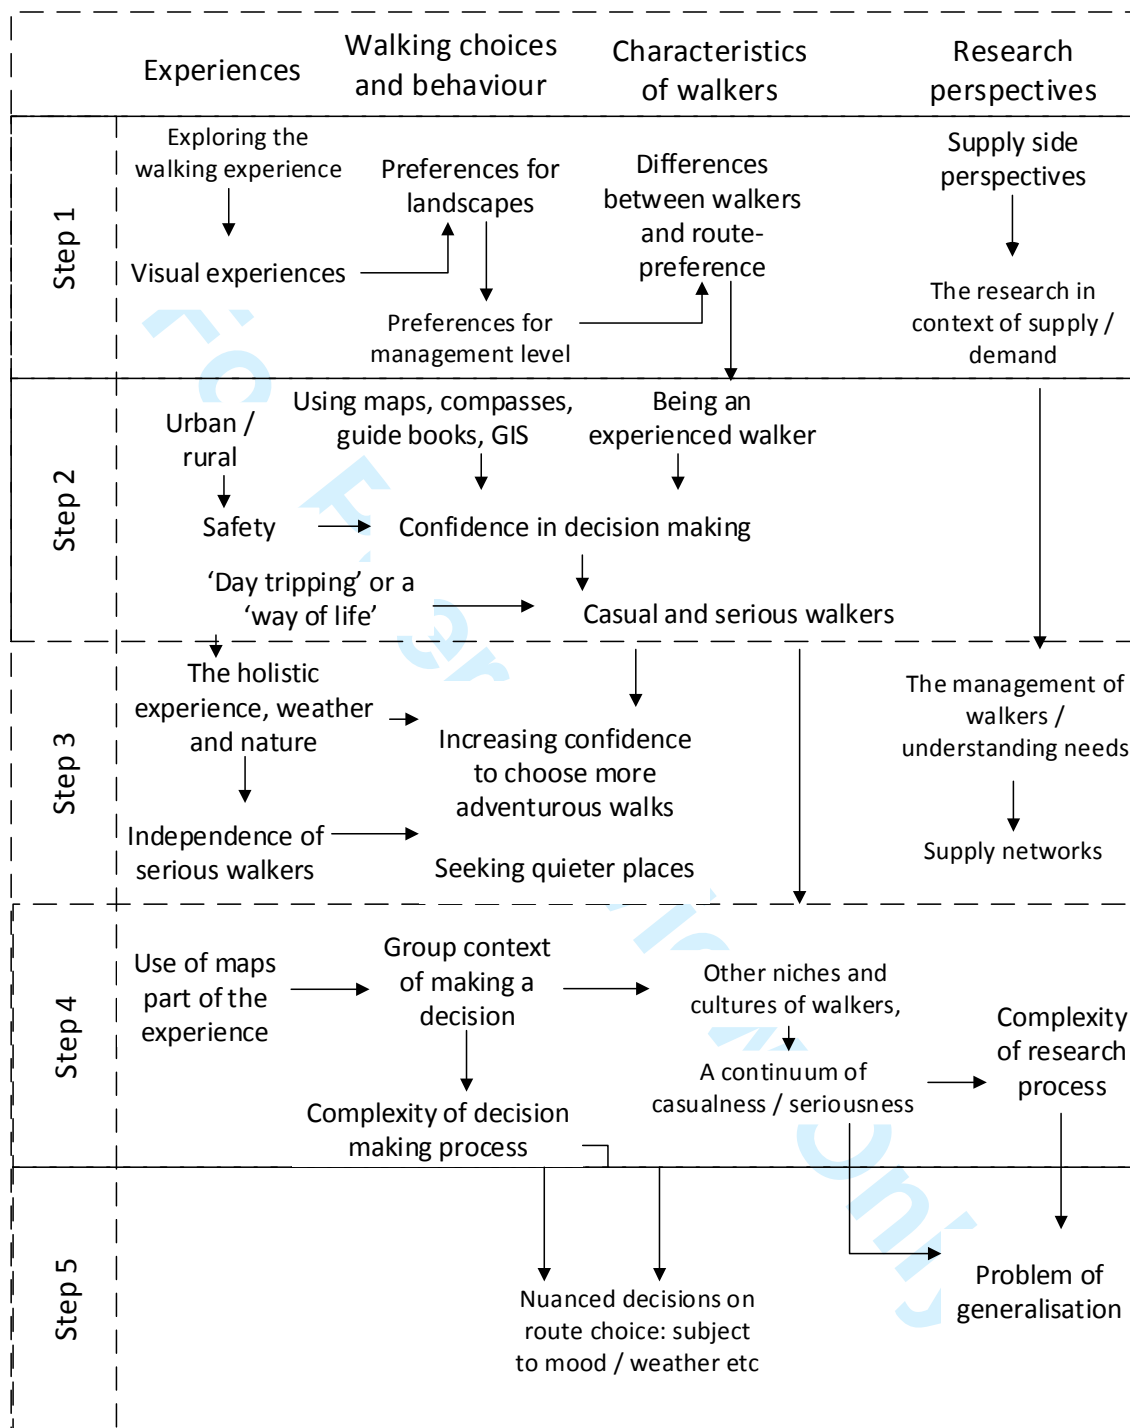 Experiences
Walking choices
and behaviour
Characteristics
of walkers
Research
perspectives
Step 1
Exploring the
walking experience
Visual experiences
Preferences for
landscapes
Preferences for
management level
Differences
between walkers
and route-
preference
Supply side
perspectives
The research in
context of supply /
demand
Step 2
Urban /
rural
Safety
‘Day tripping’ or a
‘way of life’
Using maps, compasses,
guide books, GIS
Being an
experienced walker
Confidence in decision making
Casual and serious walkers
Step 3
The holistic
experience, weather
and nature
Independence of
serious walkers
Increasing confidence
to choose more
adventurous walks
Seeking quieter places
The management of
walkers /
understanding needs
Supply networks
Step 4
Use of maps
part of the
experience
Group context
of making a
decision
Complexity of decision
making process
Other niches and
cultures of walkers,
A continuum of
casualness / seriousness
Complexity
of research
process
Step 5
Nuanced decisions on
route choice: subject
to mood / weather etc
Problem of
generalisation